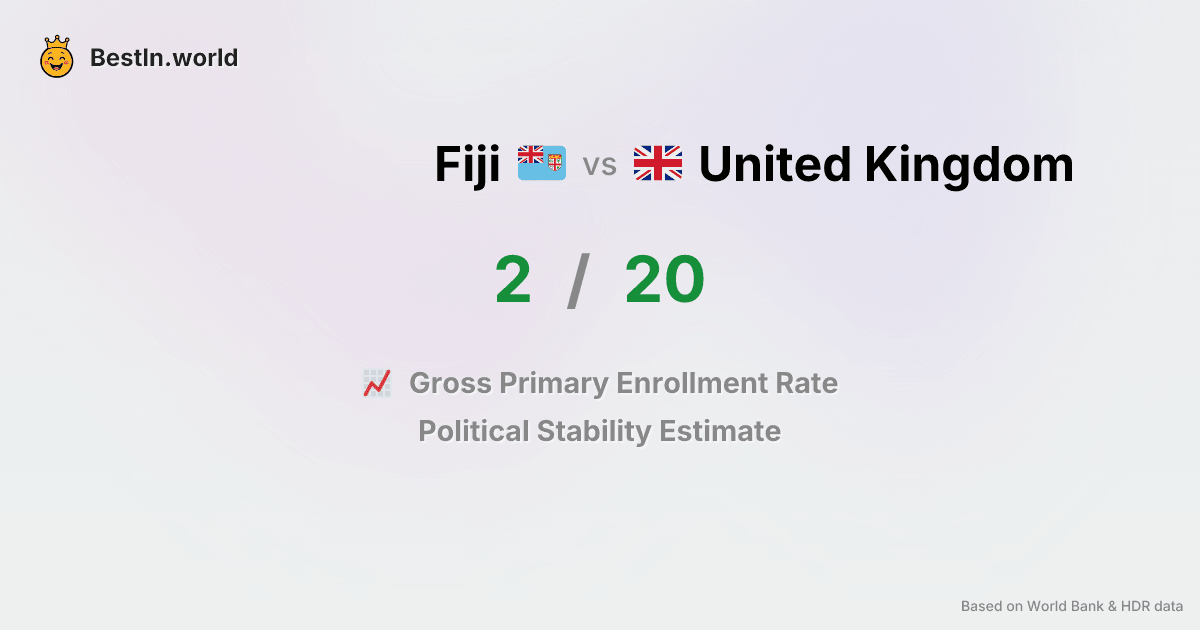 BestIn.world
Fiji vs United Kingdom
2 / 20
Gross Primary Enrollment Rate
Political Stability Estimate
Based on World Bank & HDR data